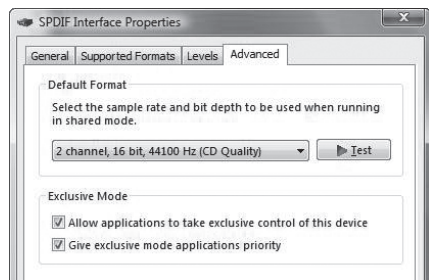 SPDIF Interface Properties
General Supported Formats Levels Advanced
Default Format
Select the sample rate and bit depth to be used when running
in shared mode.
2 channel, 16 bit, 44100 Hz (CD Quality) Test
Exclusive Mode
Allow applications to take exclusive control of this device
Give exclusive mode applications priority